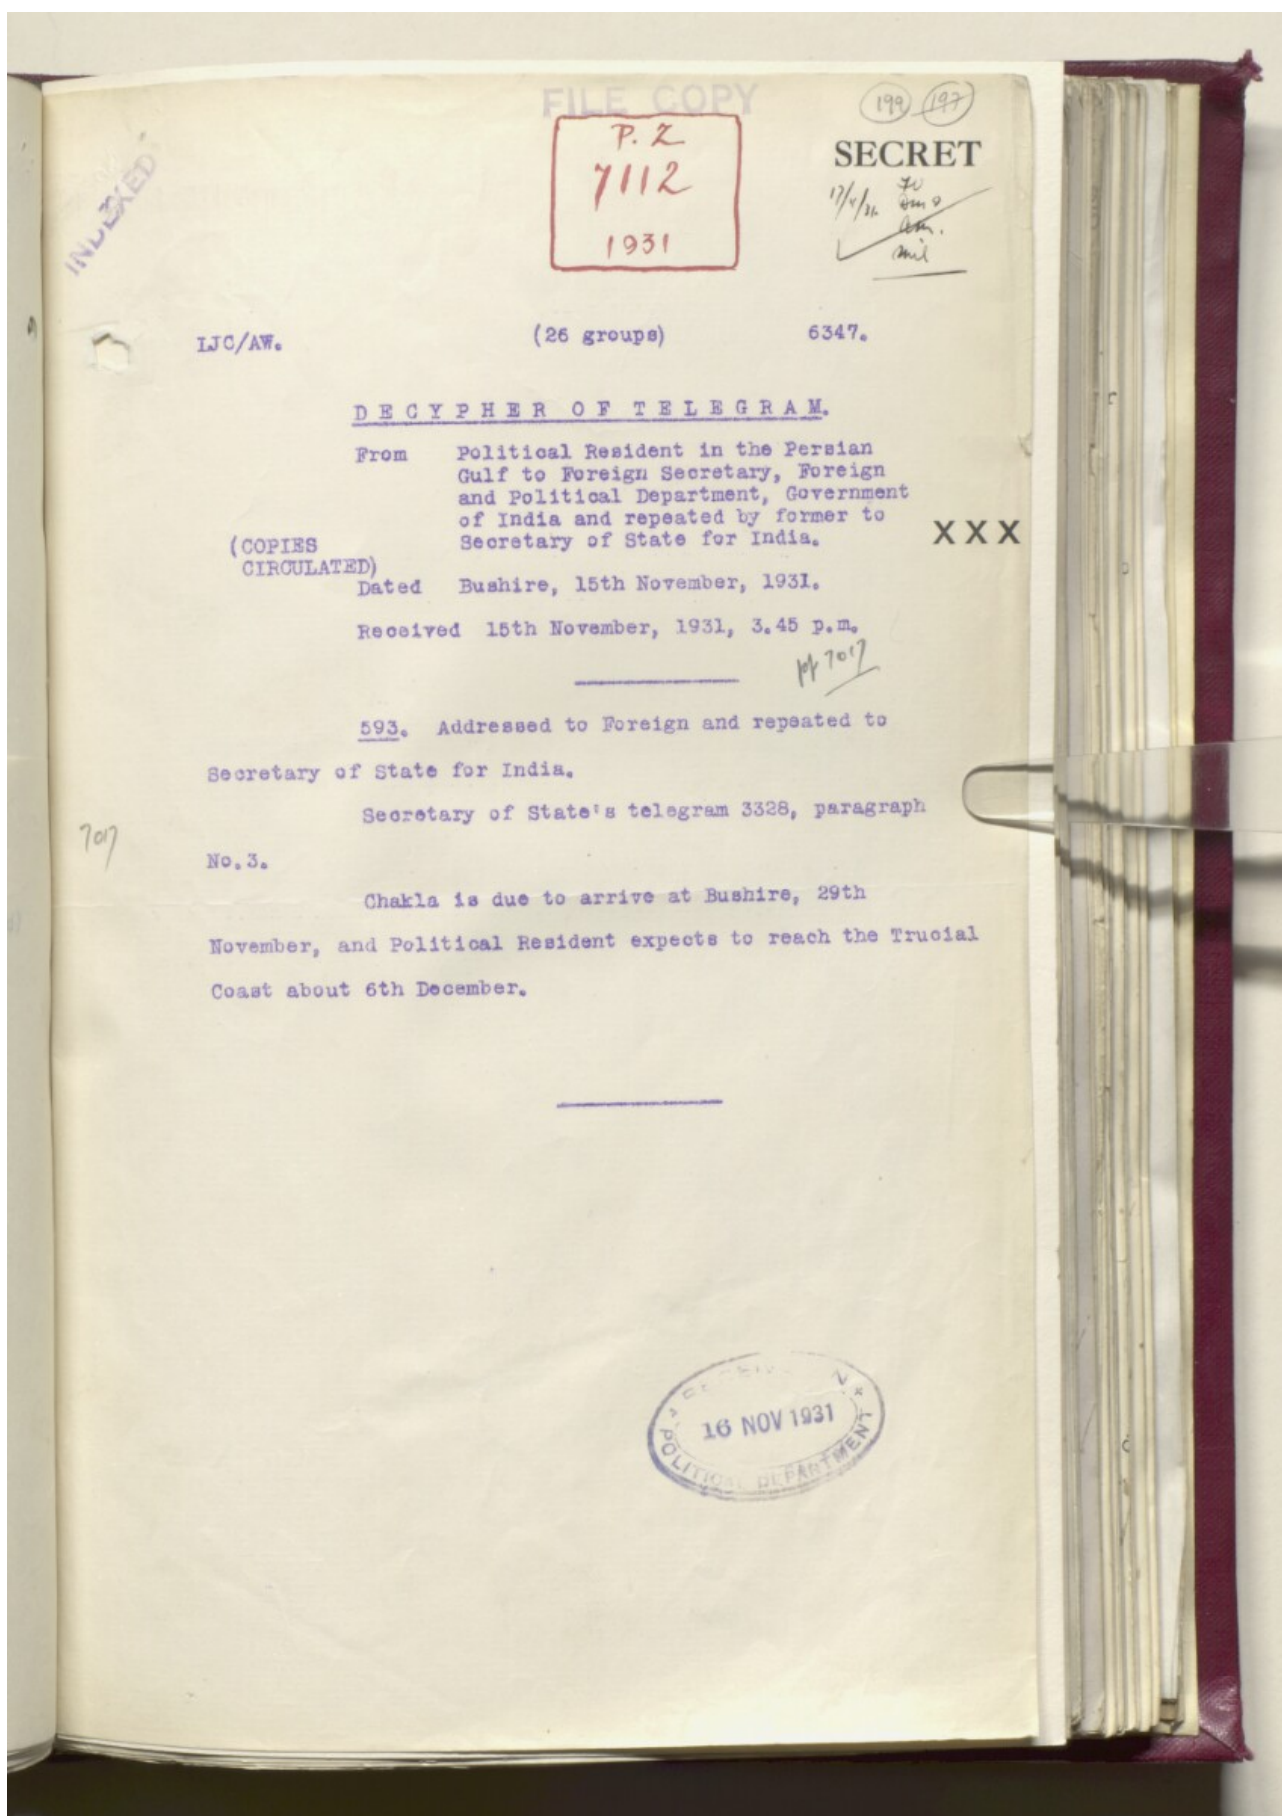 FILE COPY
199 197
P. Z
7112
1931
SECRET
INDEXED
mil
LJC/AW. (26 groups) 6347.
DECYPHER OF TELEGRAM.
From Political Resident in the Persian
Gulf to Foreign Secretary, Foreign
and Political Department, Government
of India and repeated by former to
Secretary of State for India.
XXX
(COPIES
CIRCULATED)
Dated Bushire, 15th November, 1931.
Received 15th November, 1931, 3.45 p.m.
7017
593. Addressed to Foreign and repeated to
Secretary of State for India.
Secretary of State's telegram 3328, paragraph
7017
No.3.
Chakla is due to arrive at Bushire, 29th
November, and Political Resident expects to reach the Trucial
Coast about 6th December.
16 NOV 1931
POLITICAL DEPARTMENT